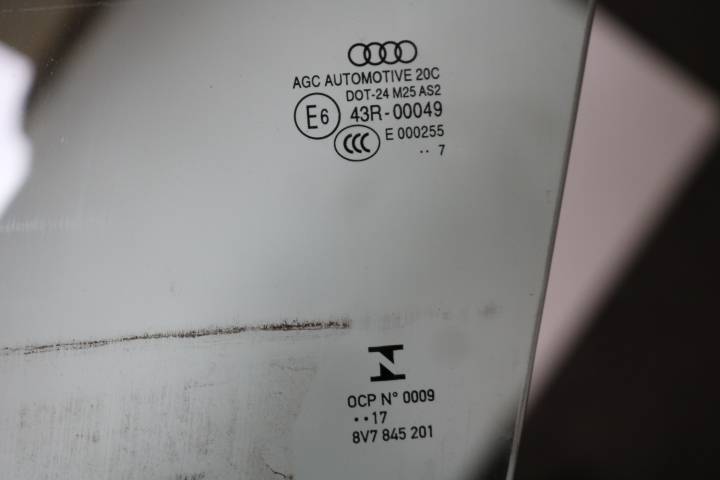 AGC AUTOMOTIVE 20C
DOT-24 M25 AS2
E6 43R-00049
CCC E 000255
·· 7
OCP N° 0009
··17
8V7 845 201